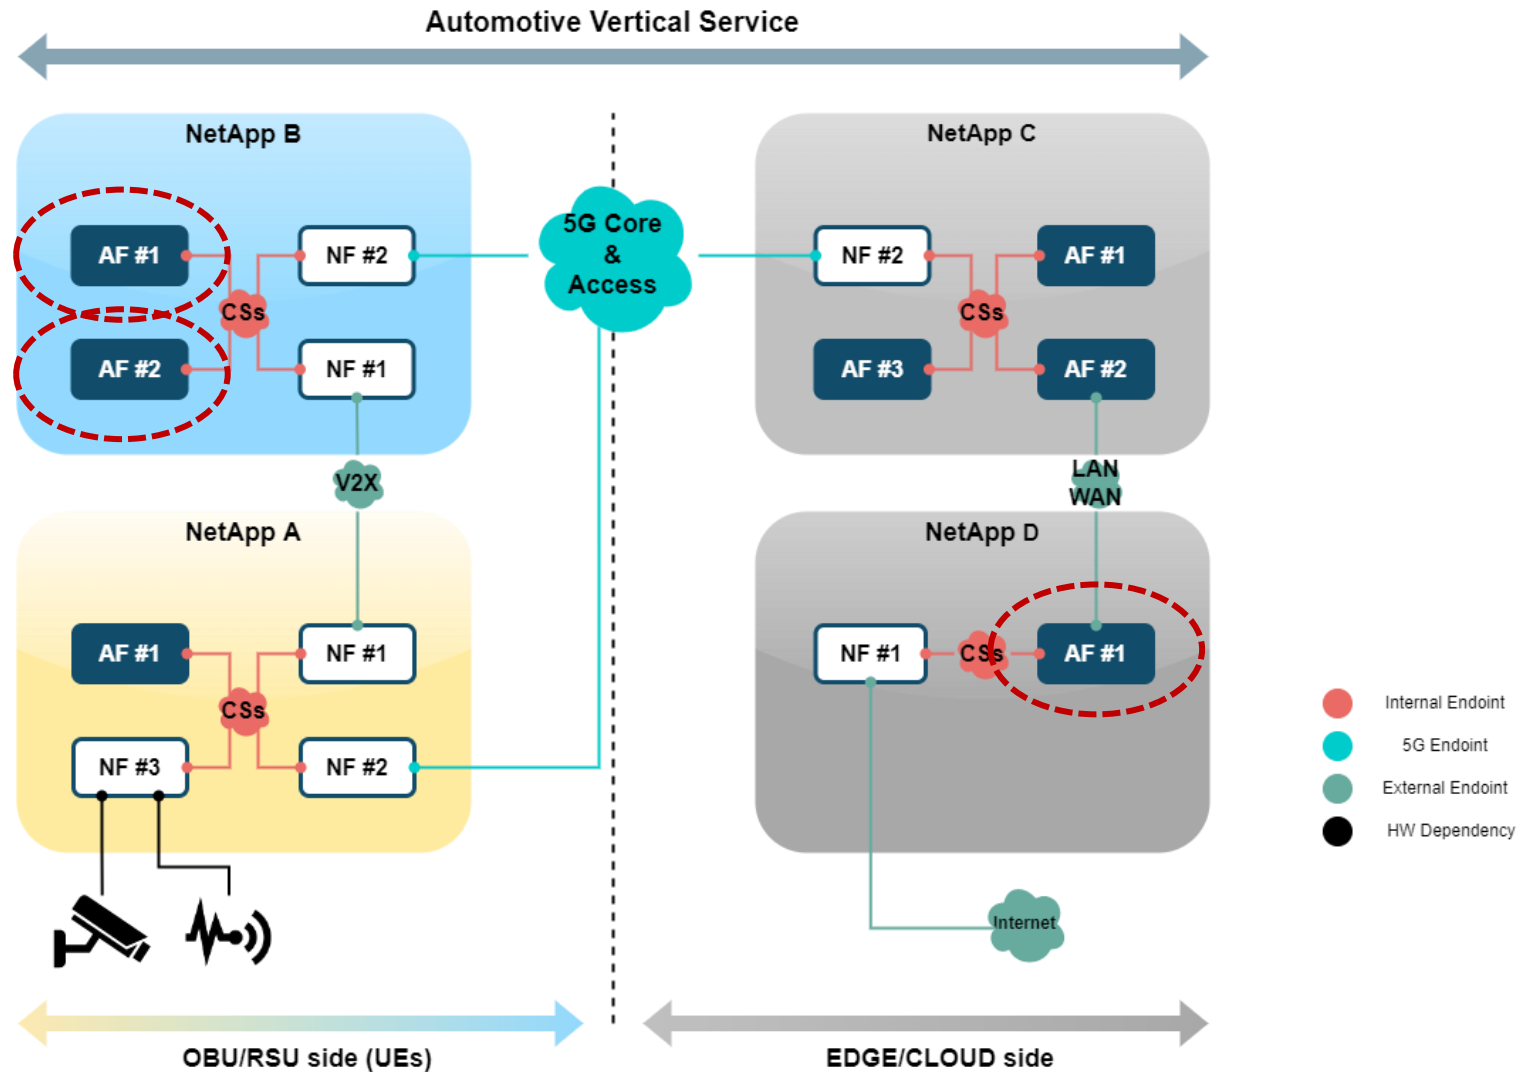 Automotive Vertical Service
NetApp B
AF #1
NF #2
CSs
AF #2
NF #1
5G Core
&
Access
NetApp C
NF #2
AF #1
CSs
AF #3
AF #2
V2X
LAN
WAN
NetApp A
AF #1
NF #1
CSs
NF #3
NF #2
NetApp D
NF #1
CSs
AF #1
Internet
Internal Endoint
5G Endoint
External Endoint
HW Dependency
OBU/RSU side (UEs)
EDGE/CLOUD side